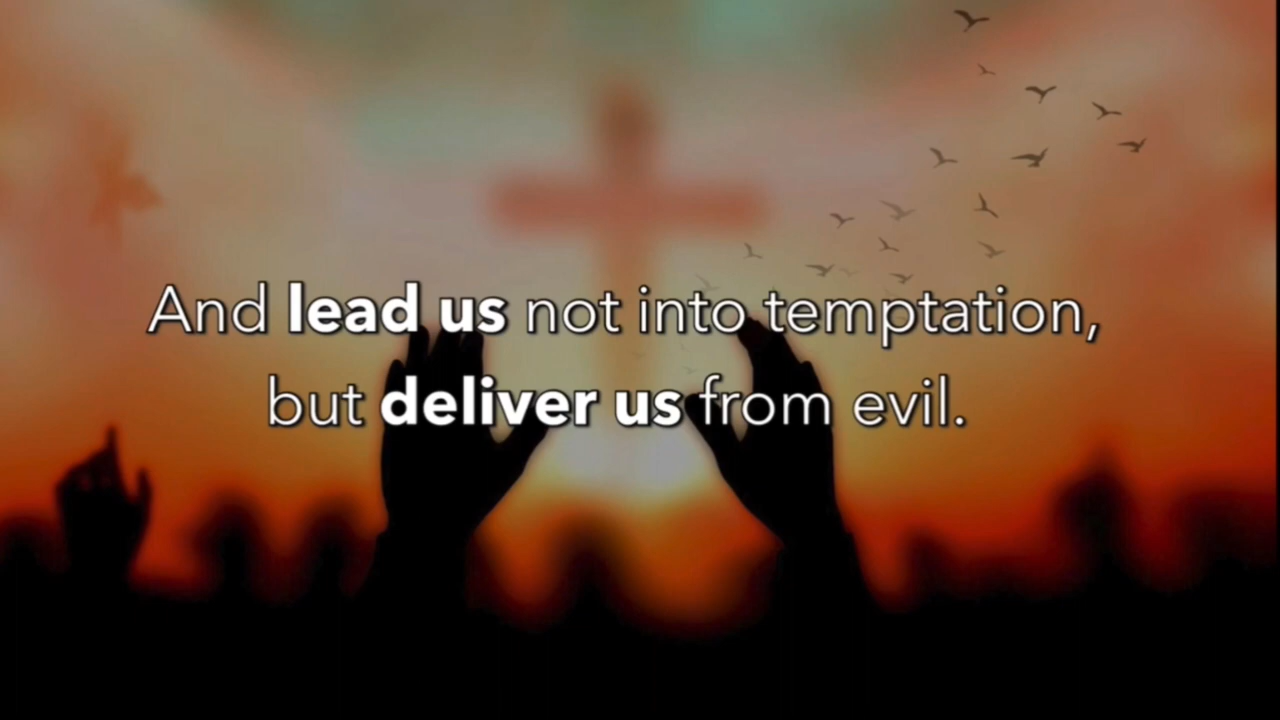 And lead us not into temptation,
but deliver us from evil.